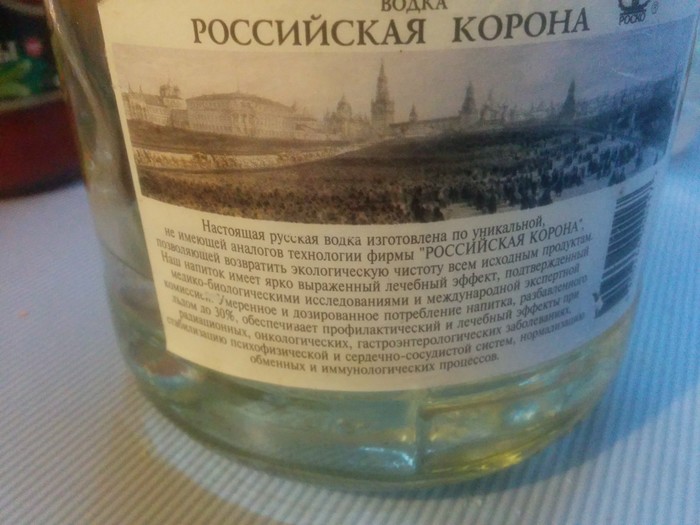 ВОДКА
РОССИЙСКАЯ КОРОНА
РОСКО ®
Настоящая русская водка изготовлена по уникальной,
не имеющей аналогов технологии фирмы "РОССИЙСКАЯ КОРОНА",
позволяющей возвратить экологическую чистоту всем исходным продуктам.
Наш напиток имеет ярко выраженный лечебный эффект, подтвержденный
медико-биологическими исследованиями и международной экспертной
комиссией. Умеренное и дозированное потребление напитка, разбавленного
льдом до 30%, обеспечивает профилактический и лечебный эффекты при
радиационных, онкологических, гастроэнтерологических заболеваниях,
стабилизацию психофизической и сердечно-сосудистой систем, нормализацию
обменных и иммунологических процессов.